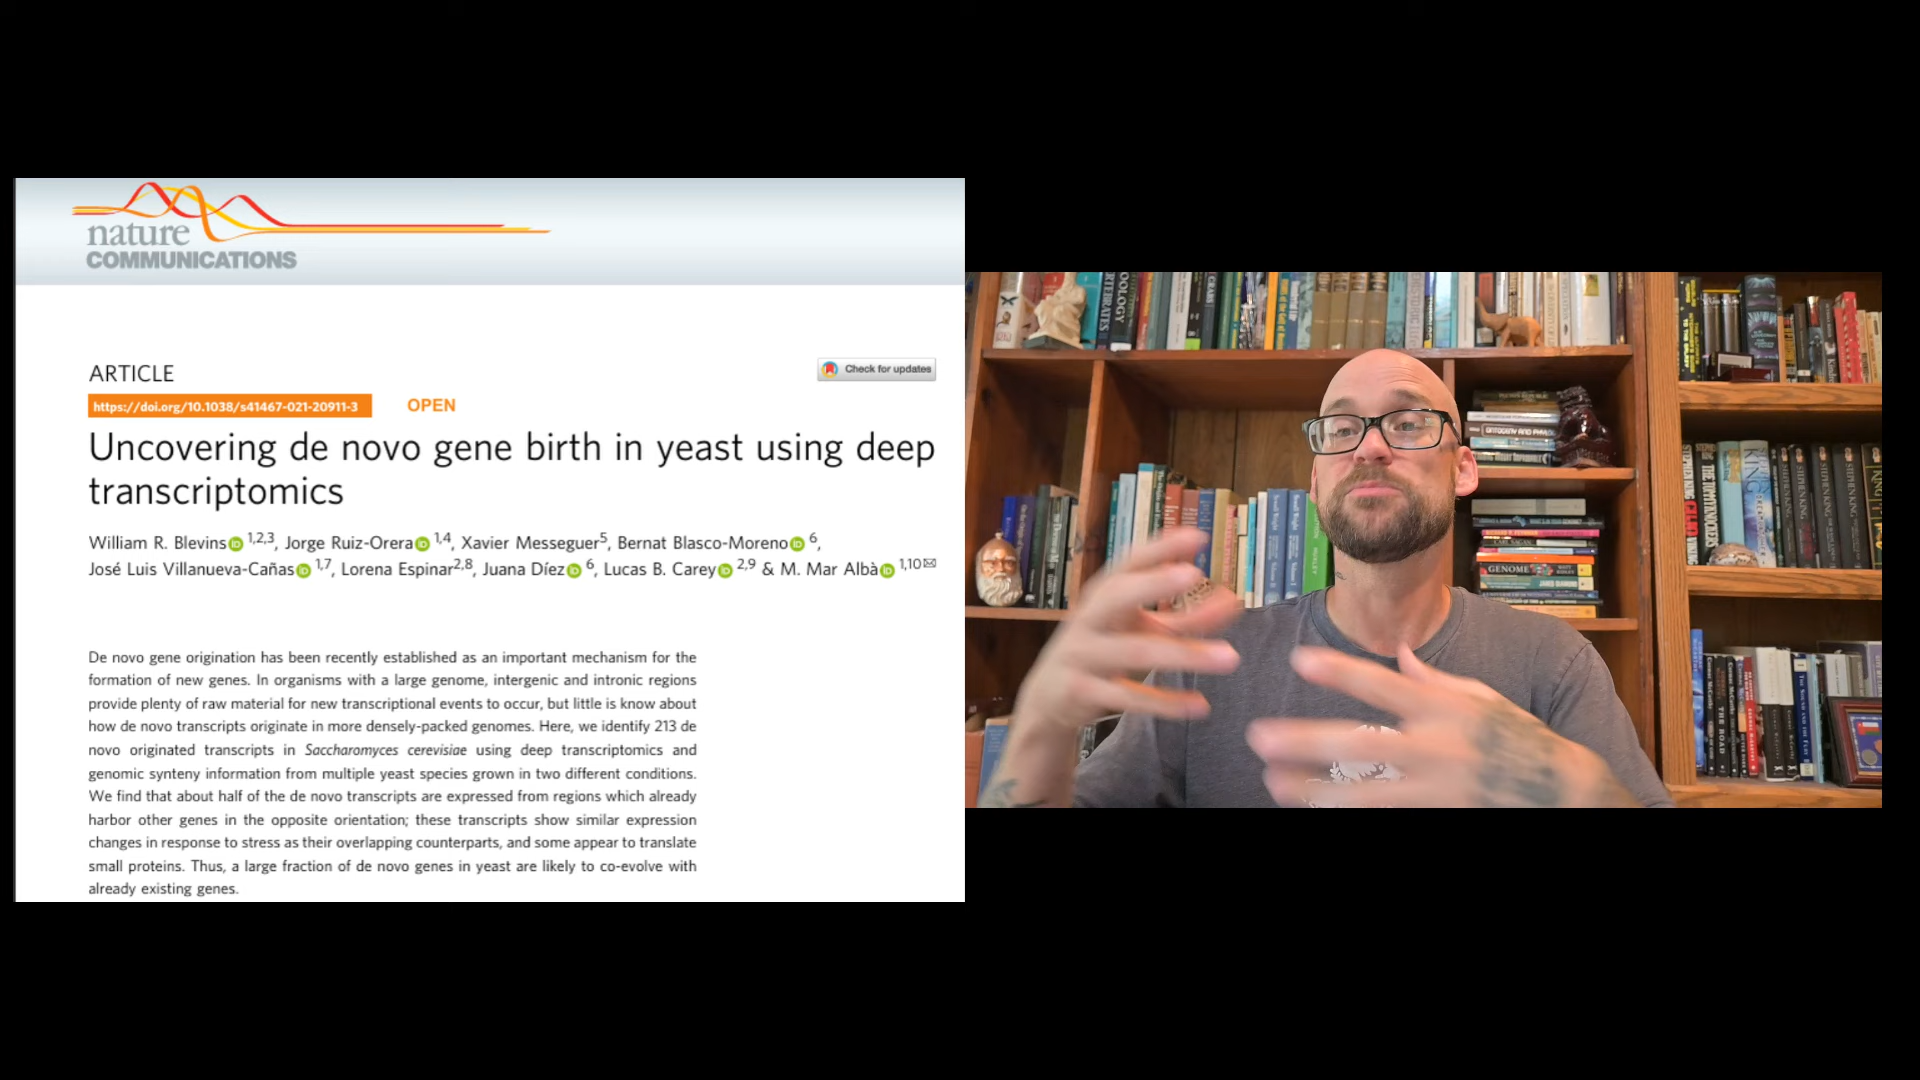 nature
COMMUNICATIONS
ARTICLE
Check for updates
https://doi.org/10.1038/s41467-021-20911-3
OPEN
Uncovering de novo gene birth in yeast using deep
transcriptomics
William R. Blevins 1,2,3, Jorge Ruiz-Orera 1,4, Xavier Messeguer5, Bernat Blasco-Moreno 6,
José Luis Villanueva-Cañas 1,7, Lorena Espinar2,8, Juana Díez 6, Lucas B. Carey 2,9 & M. Mar Albà 1,10✉
De novo gene origination has been recently established as an important mechanism for the
formation of new genes. In organisms with a large genome, intergenic and intronic regions
provide plenty of raw material for new transcriptional events to occur, but little is know about
how de novo transcripts originate in more densely-packed genomes. Here, we identify 213 de
novo originated transcripts in Saccharomyces cerevisiae using deep transcriptomics and
genomic synteny information from multiple yeast species grown in two different conditions.
We find that about half of the de novo transcripts are expressed from regions which already
harbor other genes in the opposite orientation; these transcripts show similar expression
changes in response to stress as their overlapping counterparts, and some appear to translate
small proteins. Thus, a large fraction of de novo genes in yeast are likely to co-evolve with
already existing genes.
CRABS
GENOME
KING
STEPHEN KING
THE ROAD